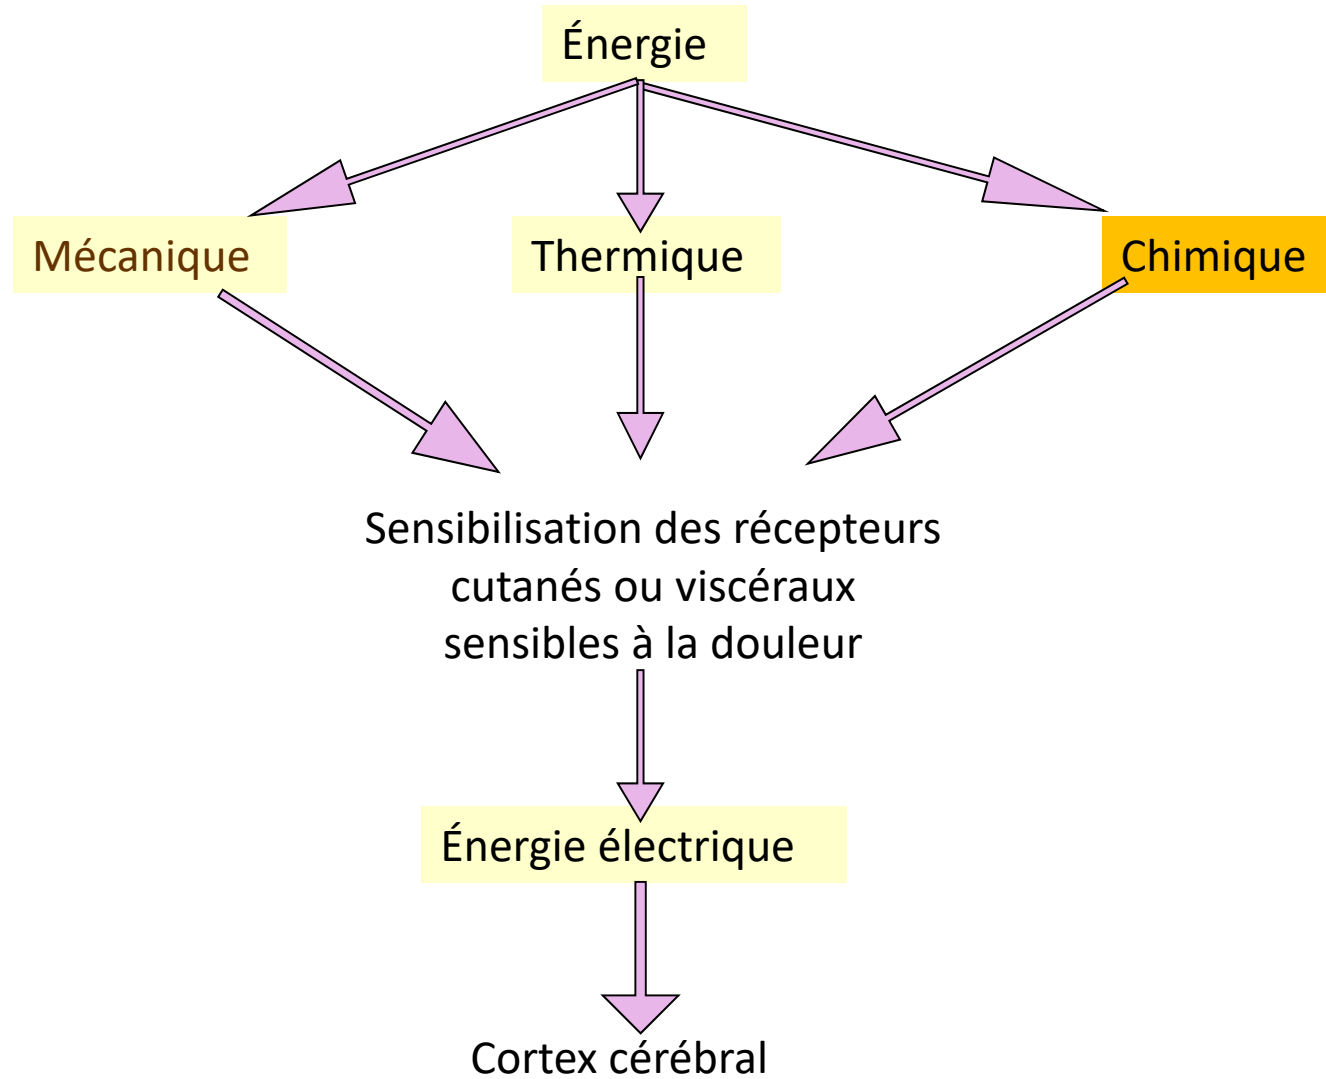 Énergie
Mécanique
Thermique
Chimique
Sensibilisation des récepteurs
cutanés ou viscéraux
sensibles à la douleur
Énergie électrique
Cortex cérébral